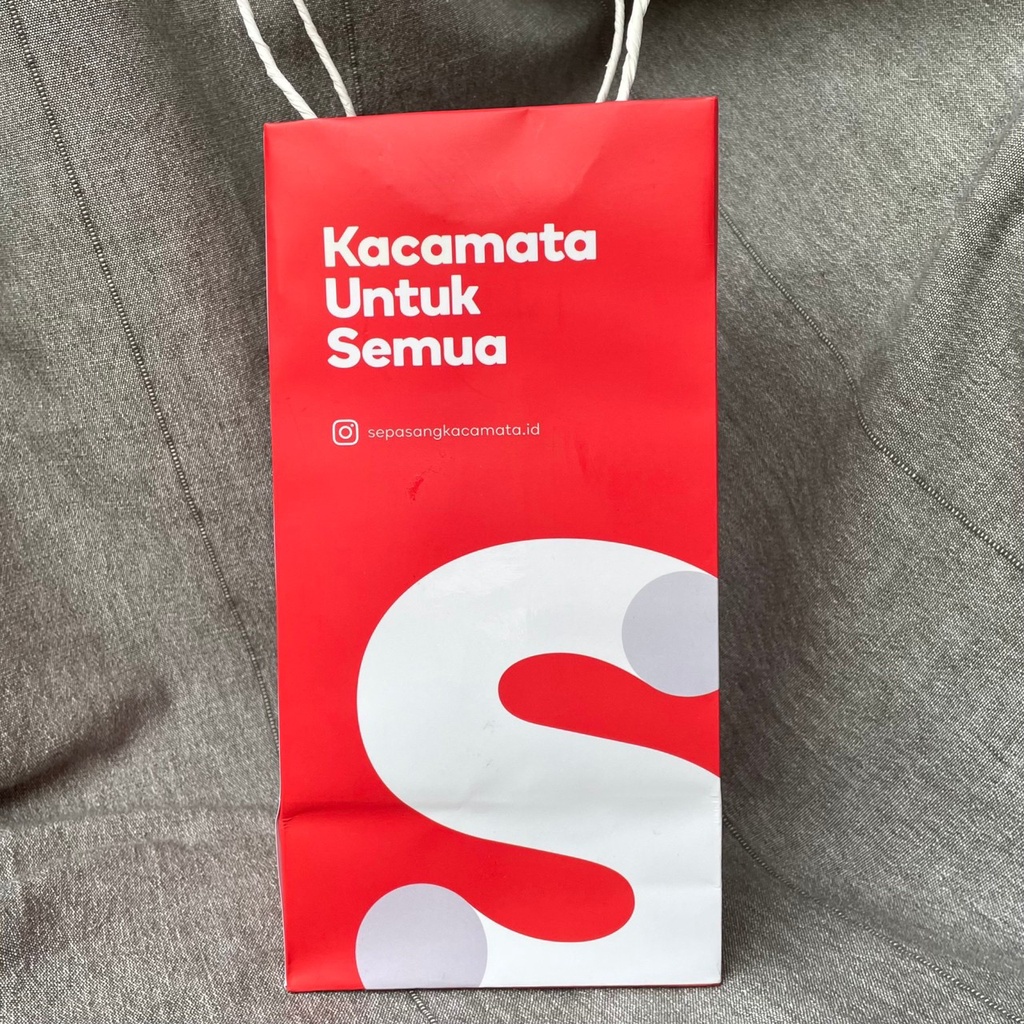 Kacamata
Untuk
Semua
sepasangkacamata.id
S